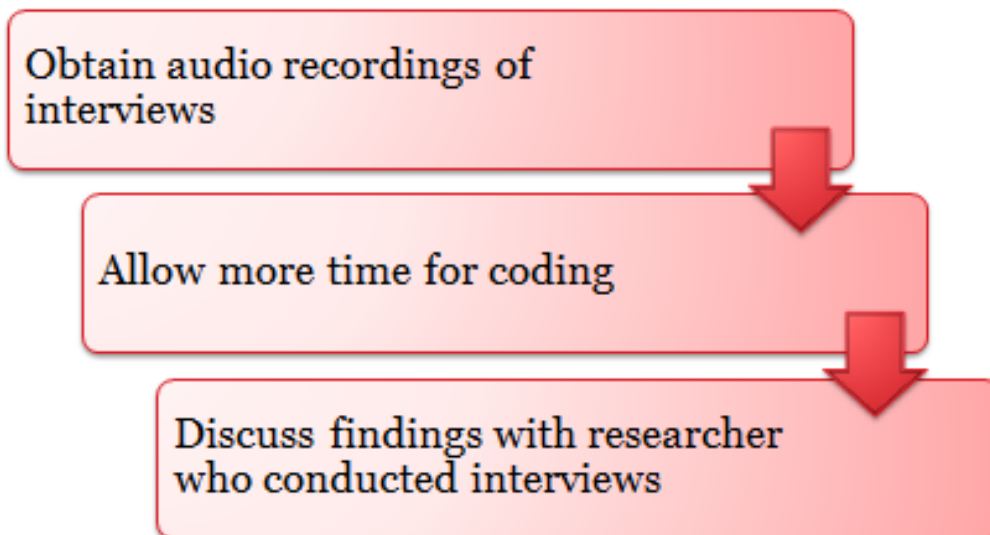 Obtain audio recordings of
interviews
Allow more time for coding
Discuss findings with researcher
who conducted interviews